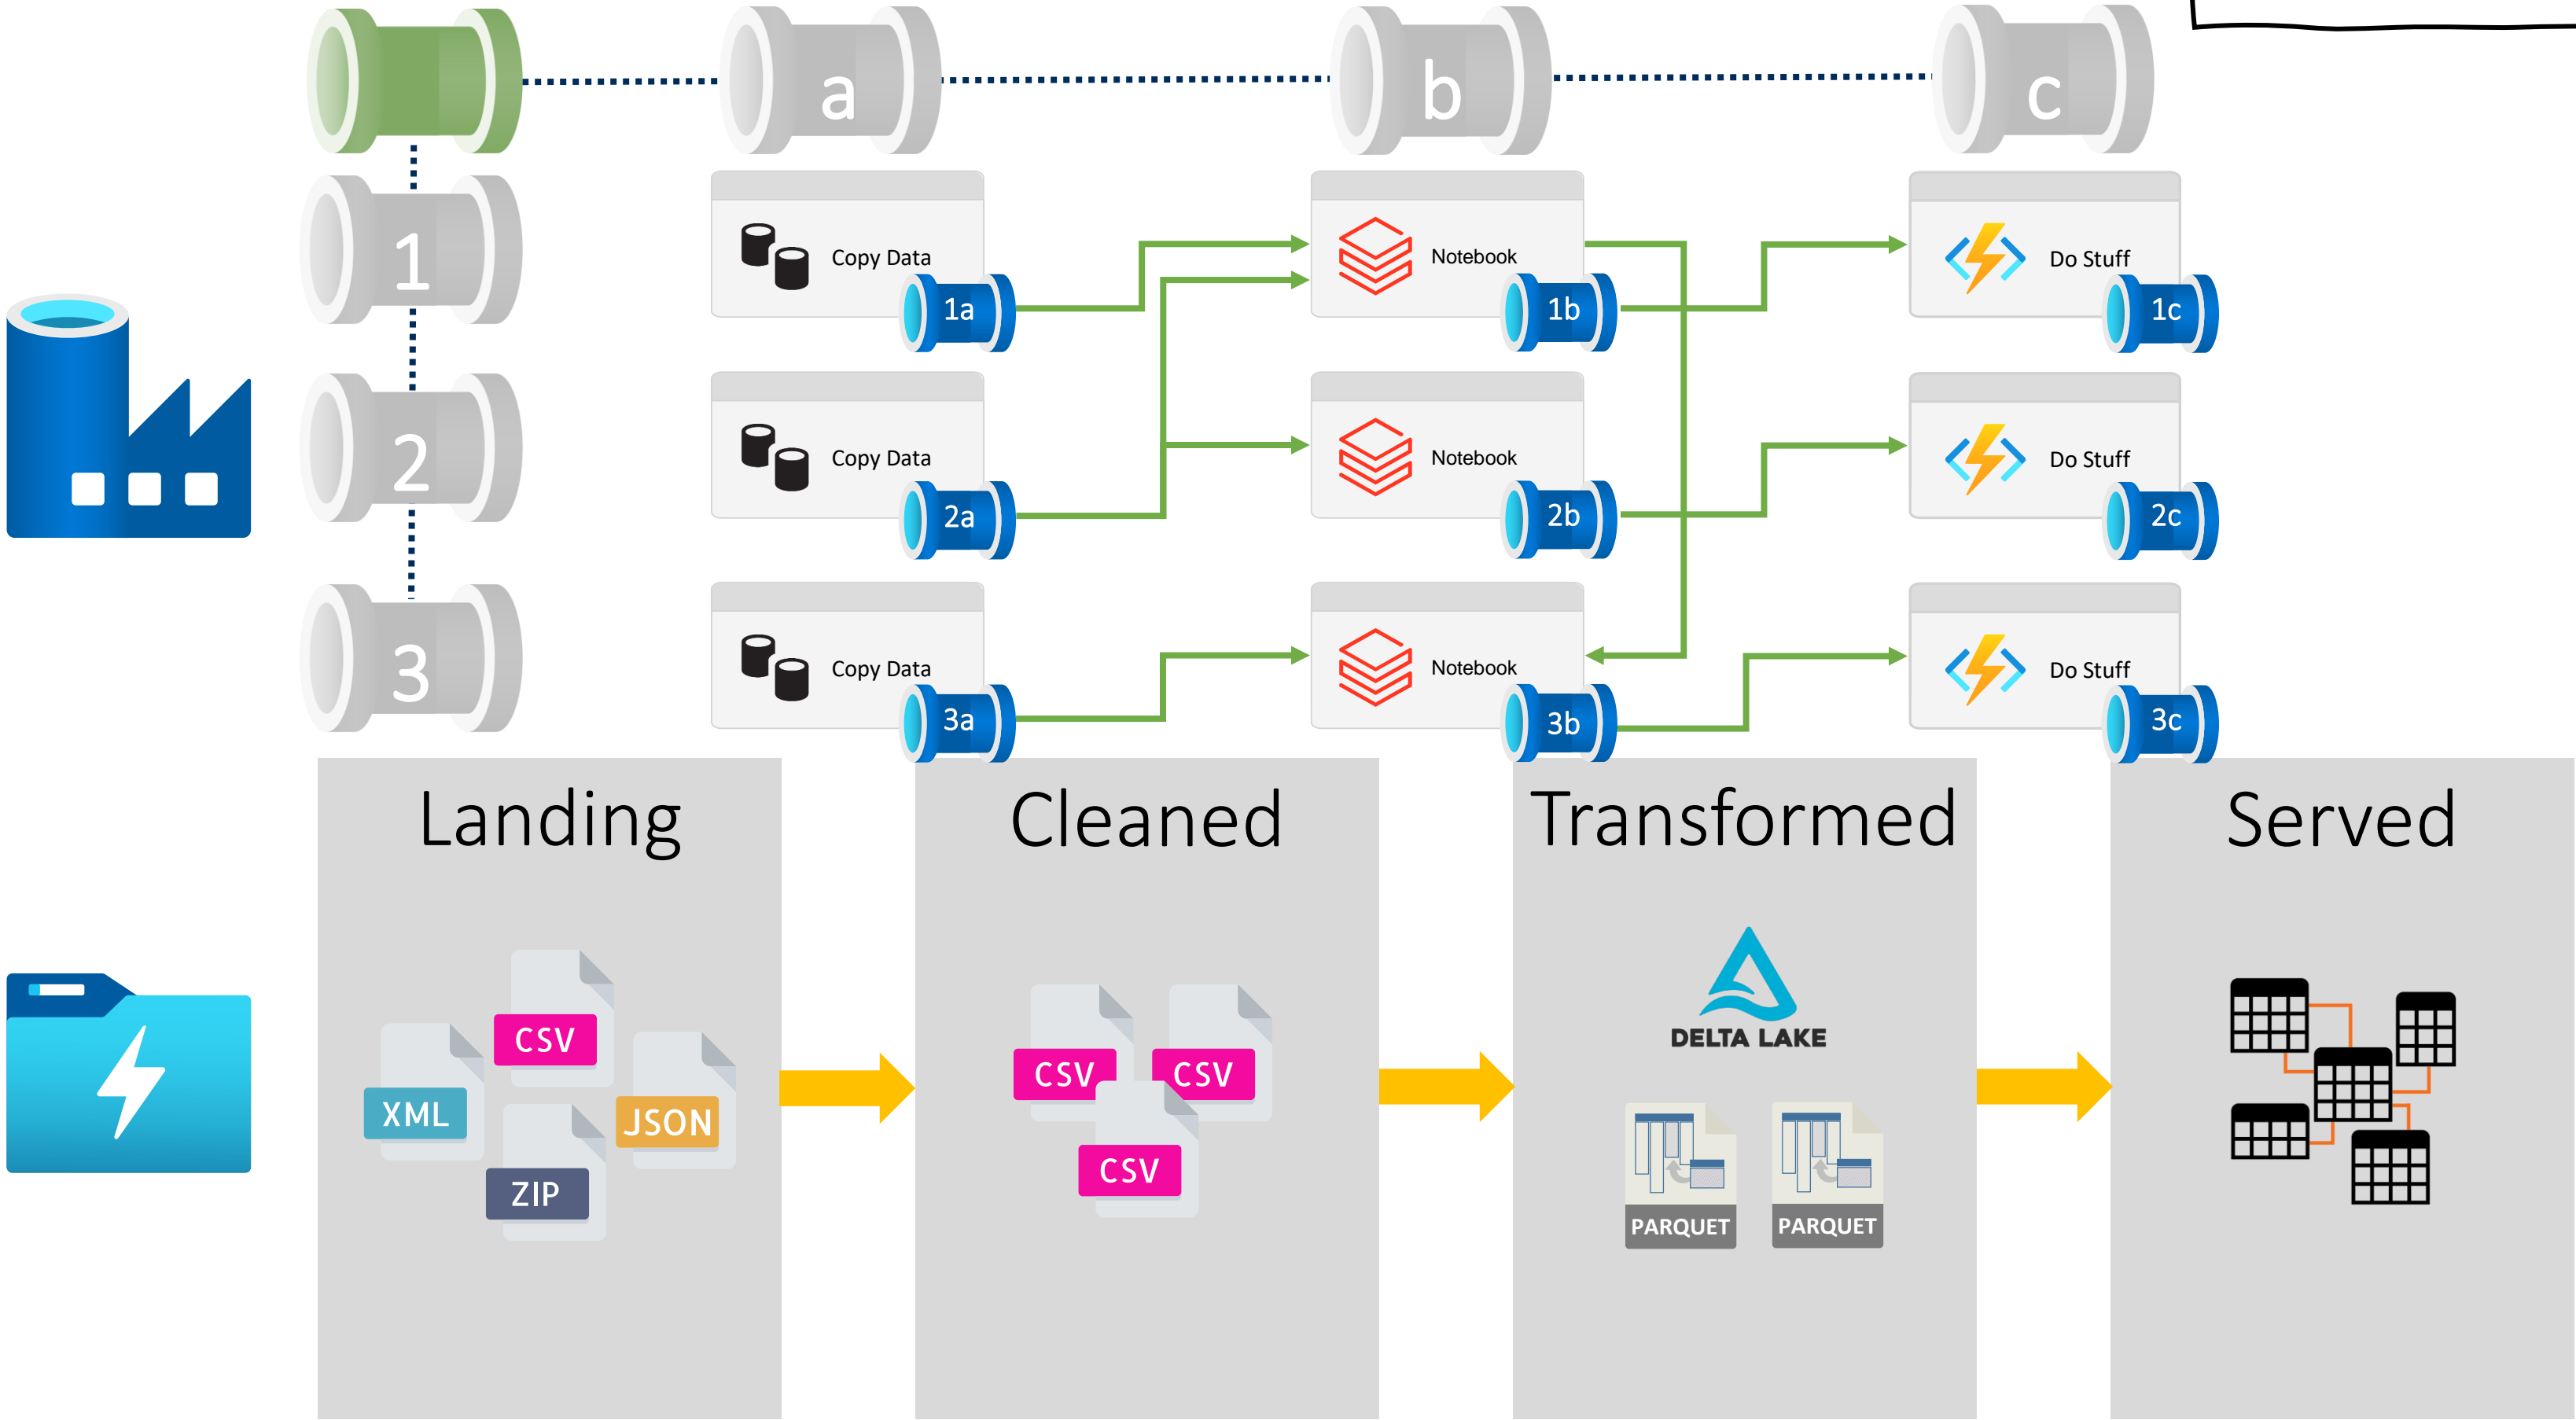 a
b
c
1
Copy Data
1a
Notebook
1b
Do Stuff
1c
2
Copy Data
2a
Notebook
2b
Do Stuff
2c
3
Copy Data
3a
Notebook
3b
Do Stuff
3c
Landing
Cleaned
Transformed
Served
CSV
XML
JSON
ZIP
CSV
CSV
CSV
DELTA LAKE
PARQUET
PARQUET